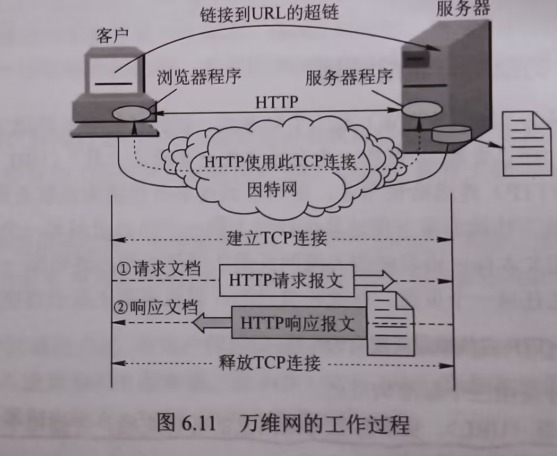 链接到URL的超链
服务器
客户
浏览器程序
服务器程序
HTTP
HTTP使用此TCP连接
因特网
建立TCP连接
①请求文档
HTTP请求报文
②响应文档
HTTP响应报文
释放TCP连接
图 6.11 万维网的工作过程